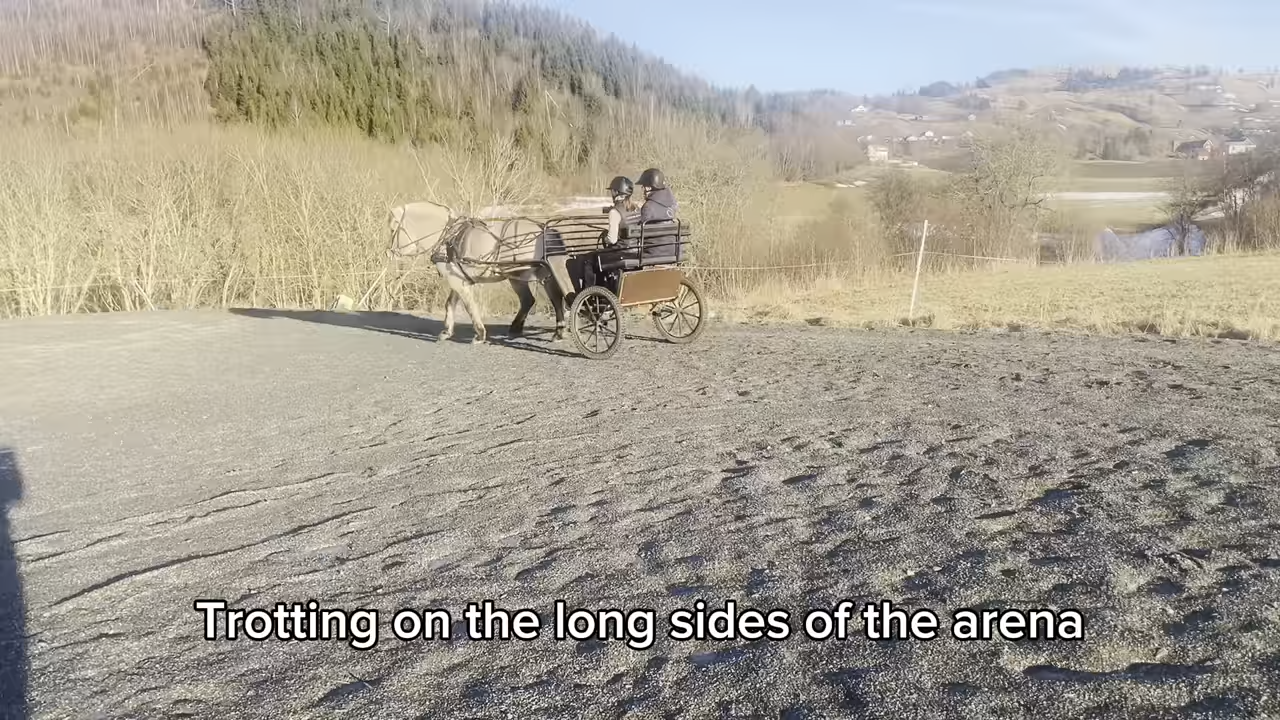 Trotting on the long sides of the arena